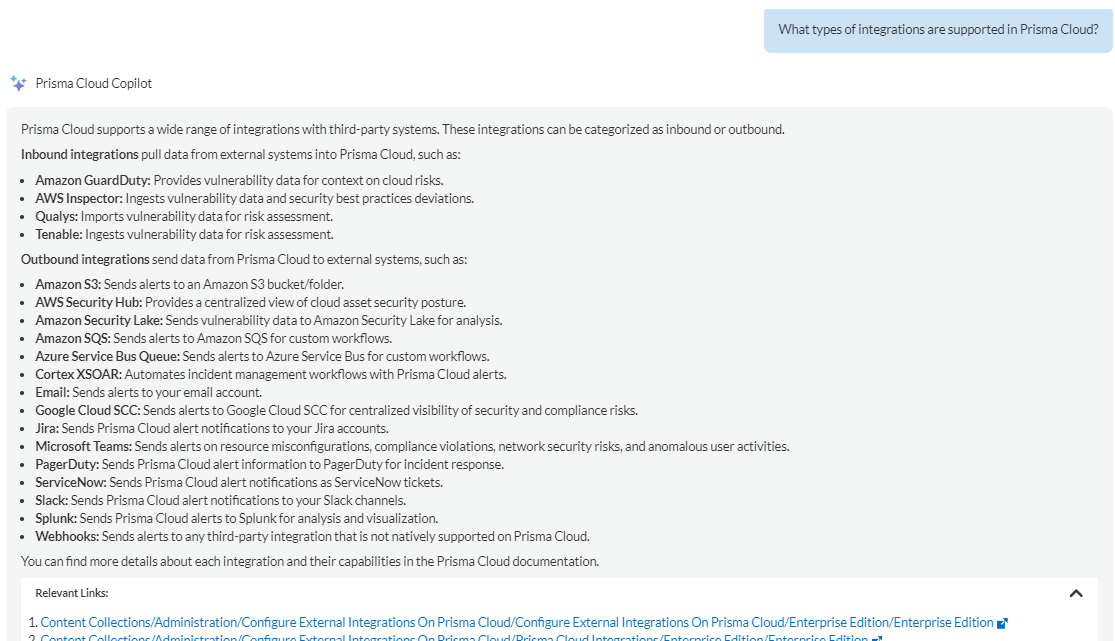 What types of integrations are supported in Prisma Cloud?
Prisma Cloud Copilot
Prisma Cloud supports a wide range of integrations with third-party systems. These integrations can be categorized as inbound or outbound.
Inbound integrations pull data from external systems into Prisma Cloud, such as:
• Amazon GuardDuty: Provides vulnerability data for context on cloud risks.
• AWS Inspector: Ingests vulnerability data and security best practices deviations.
• Qualys: Imports vulnerability data for risk assessment.
• Tenable: Ingests vulnerability data for risk assessment.
Outbound integrations send data from Prisma Cloud to external systems, such as:
• Amazon S3: Sends alerts to an Amazon S3 bucket/folder.
• AWS Security Hub: Provides a centralized view of cloud asset security posture.
• Amazon Security Lake: Sends vulnerability data to Amazon Security Lake for analysis.
• Amazon SQS: Sends alerts to Amazon SQS for custom workflows.
• Azure Service Bus Queue: Sends alerts to Azure Service Bus for custom workflows.
• Cortex XSOAR: Automates incident management workflows with Prisma Cloud alerts.
• Email: Sends alerts to your email account.
• Google Cloud SCC: Sends alerts to Google Cloud SCC for centralized visibility of security and compliance risks.
• Jira: Sends Prisma Cloud alert notifications to your Jira accounts.
• Microsoft Teams: Sends alerts on resource misconfigurations, compliance violations, network security risks, and anomalous user activities.
• PagerDuty: Sends Prisma Cloud alert information to PagerDuty for incident response.
• ServiceNow: Sends Prisma Cloud alert notifications as ServiceNow tickets.
• Slack: Sends Prisma Cloud alert notifications to your Slack channels.
• Splunk: Sends Prisma Cloud alerts to Splunk for analysis and visualization.
• Webhooks: Sends alerts to any third-party integration that is not natively supported on Prisma Cloud.
You can find more details about each integration and their capabilities in the Prisma Cloud documentation.
Relevant Links:
1. Content Collections/Administration/Configure External Integrations On Prisma Cloud/Configure External Integrations On Prisma Cloud/Enterprise Edition/Enterprise Edition
2. Content Collections/Administration/Configure External Integrations On Prisma Cloud/Prisma Cloud Integrations/Enterprise Edition/Enterprise Edition